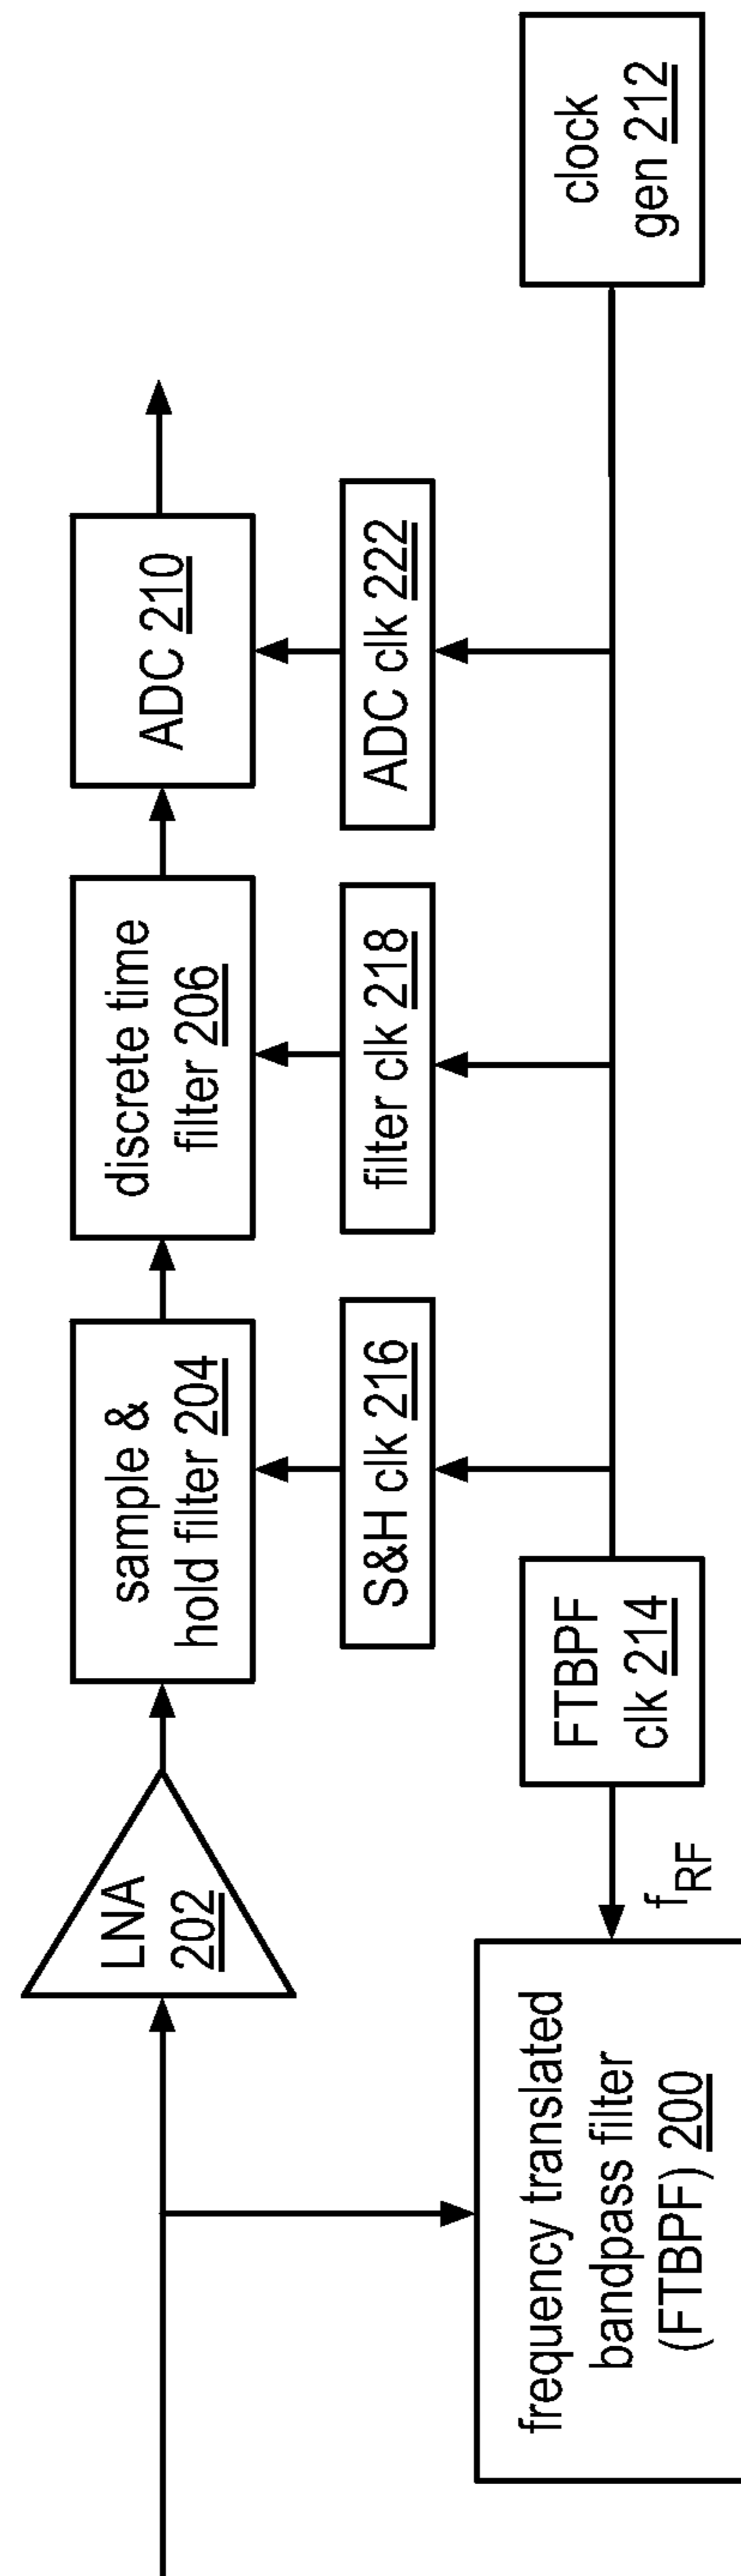 LNA
202
sample &
hold filter 204
discrete time
filter 206
ADC 210
S&H clk 216
filter clk 218
ADC clk 222
frequency translated
bandpass filter
(FTBPF) 200
fRF
FTBPF
clk 214
clock
gen 212